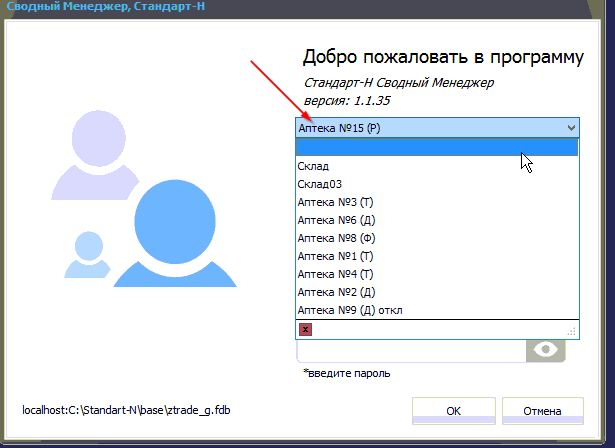 Сводный Менеджер, Стандарт-Н
Добро пожаловать в программу
Стандарт-Н Сводный Менеджер
версия: 1.1.35
Аптека №15 (Р)
Склад
Склад03
Аптека №3 (Т)
Аптека №6 (Д)
Аптека №8 (Ф)
Аптека №1 (Т)
Аптека №4 (Т)
Аптека №2 (Д)
Аптека №9 (Д) откл
x
*введите пароль
localhost:C:\Standart-N\base\ztrade_g.fdb
OK
Отмена